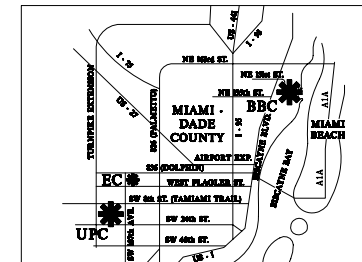 US - 441
I - 95
I - 75
NE 163rd ST.
NE 151st ST.
TURNPIKE EXTENSION
US - 27
826 (PALMETTO)
NE 135th ST.
BBC
MIAMI -
DADE
COUNTY
I - 95
BISCAYNE BLVD.
A1A
MIAMI
BEACH
AIRPORT EXP.
836 (DOLPHIN)
BISCAYNE BAY
A1A
EC
WEST FLAGLER ST.
SW 8th ST. (TAMIAMI TRAIL)
UPC
SW 107th AVE.
SW 24th ST.
SW 40th ST.
US - 1